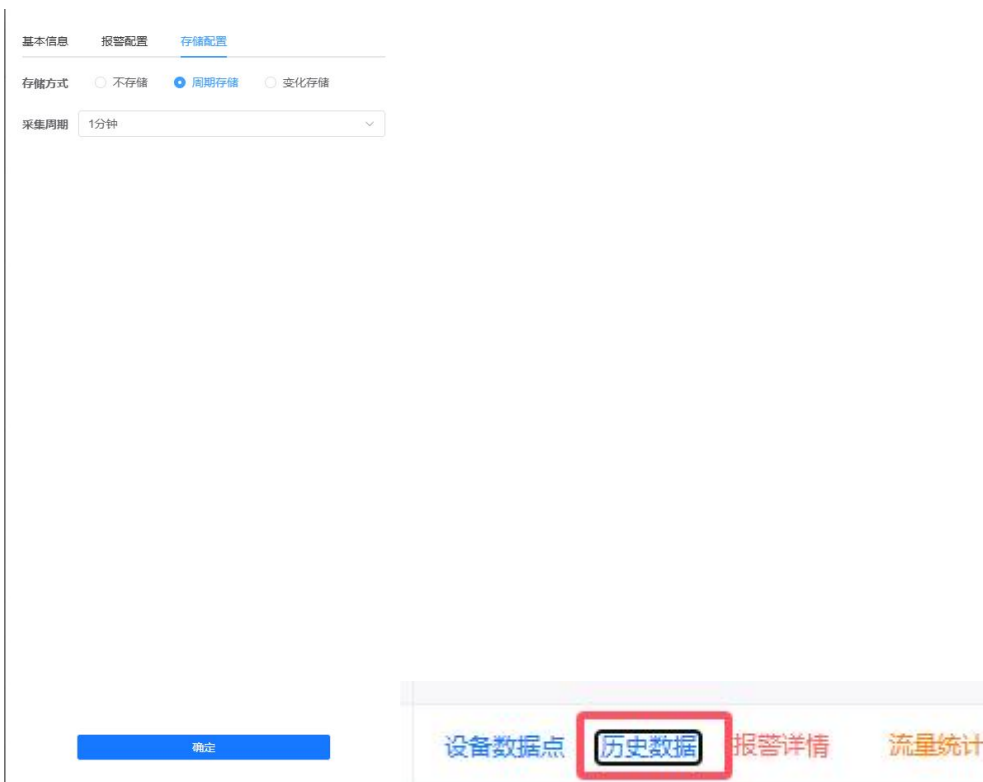 基本信息 报警配置 存储配置
存储方式 不存储 周期存储 变化存储
采集周期 1分钟
确定
设备数据点 历史数据 报警详情 流量统计